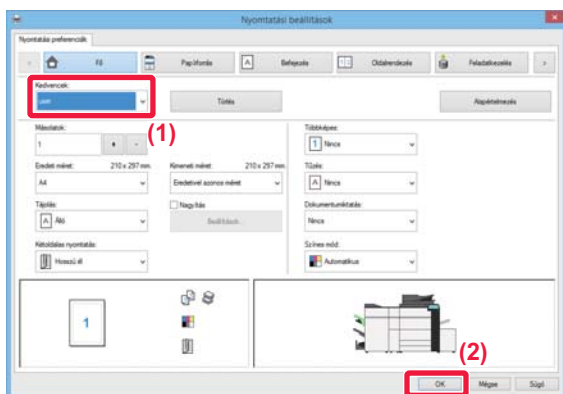 Nyomtatási beállítások
Nyomtatási preferenciák
Fő
Papírforrás
Befejezés
Oldalrendezés
Feladatkezelés
Kedvencek:
user
Törlés
Alapértelmezés
(1)
Másolatok:
1
Eredeti méret: 210 x 297 mm.
A4
Kimeneti méret: 210 x 297 mm.
Eredetivel azonos méret
Tájolás:
Álló
Nagyítás
Beállítások...
Kétoldalas nyomtatás:
Hosszú él
Többképes:
1 Nincs
Tűzés:
Nincs
Dokumentumiktatás:
Nincs
Színes mód:
Automatikus
1
(2)
OK
Mégse
Súgó